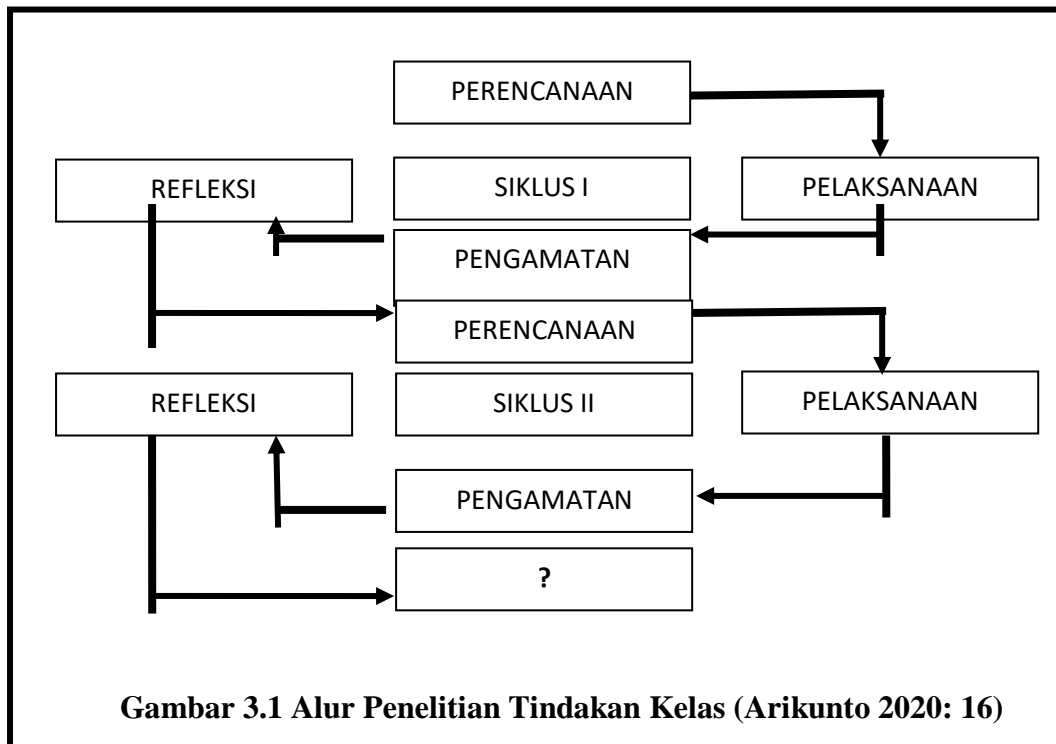 PERENCANAAN
REFLEKSI
SIKLUS I
PELAKSANAAN
PENGAMATAN
PERENCANAAN
REFLEKSI
SIKLUS II
PELAKSANAAN
PENGAMATAN
?
Gambar 3.1 Alur Penelitian Tindakan Kelas (Arikunto 2020: 16)